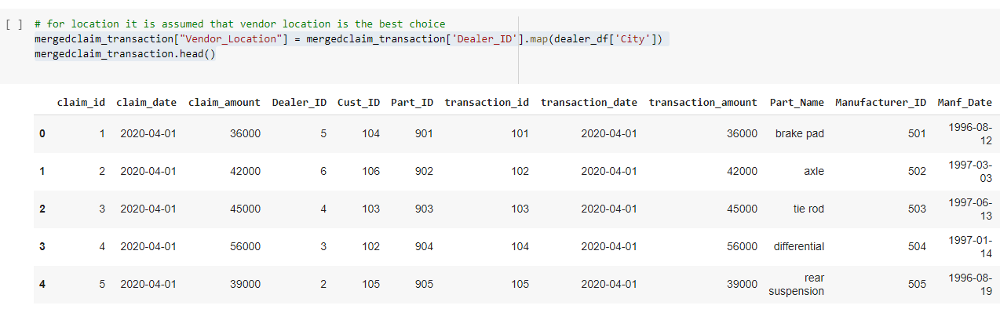 [ ] # for location it is assumed that vendor location is the best choice
mergedclaim_transaction["Vendor_Location"] = mergedclaim_transaction['Dealer_ID'].map(dealer_df['City'])
mergedclaim_transaction.head()
claim_id claim_date claim_amount Dealer_ID Cust_ID Part_ID transaction_id transaction_date transaction_amount Part_Name Manufacturer_ID Manf_Date
0 1 2020-04-01 36000 5 104 901 101 2020-04-01 36000 brake pad 501 1996-08-
12
1 2 2020-04-01 42000 6 106 902 102 2020-04-01 42000 axle 502 1997-03-
03
2 3 2020-04-01 45000 4 103 903 103 2020-04-01 45000 tie rod 503 1997-06-
13
3 4 2020-04-01 56000 3 102 904 104 2020-04-01 56000 differential 504 1997-01-
14
4 5 2020-04-01 39000 2 105 905 105 2020-04-01 39000 rear 505 1996-08-
suspension 19